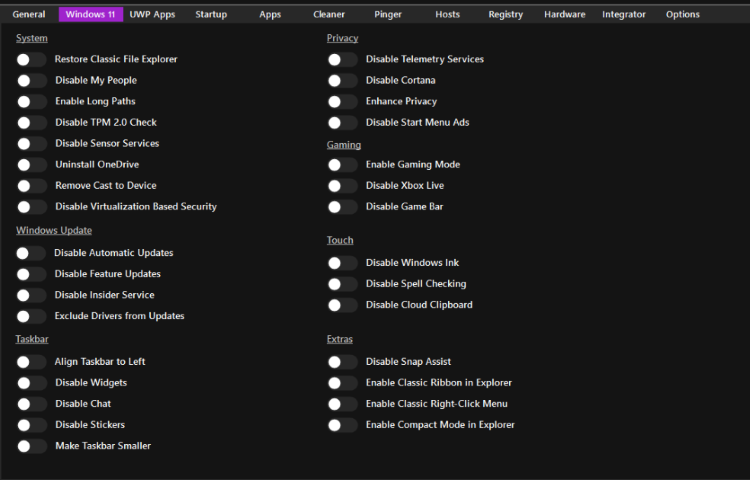 General Windows 11 UWP Apps Startup Apps Cleaner Pinger Hosts Registry Hardware Integrator Options
System
Restore Classic File Explorer
Disable My People
Enable Long Paths
Disable TPM 2.0 Check
Disable Sensor Services
Uninstall OneDrive
Remove Cast to Device
Disable Virtualization Based Security
Windows Update
Disable Automatic Updates
Disable Feature Updates
Disable Insider Service
Exclude Drivers from Updates
Taskbar
Align Taskbar to Left
Disable Widgets
Disable Chat
Disable Stickers
Make Taskbar Smaller
Privacy
Disable Telemetry Services
Disable Cortana
Enhance Privacy
Disable Start Menu Ads
Gaming
Enable Gaming Mode
Disable Xbox Live
Disable Game Bar
Touch
Disable Windows Ink
Disable Spell Checking
Disable Cloud Clipboard
Extras
Disable Snap Assist
Enable Classic Ribbon in Explorer
Enable Classic Right-Click Menu
Enable Compact Mode in Explorer